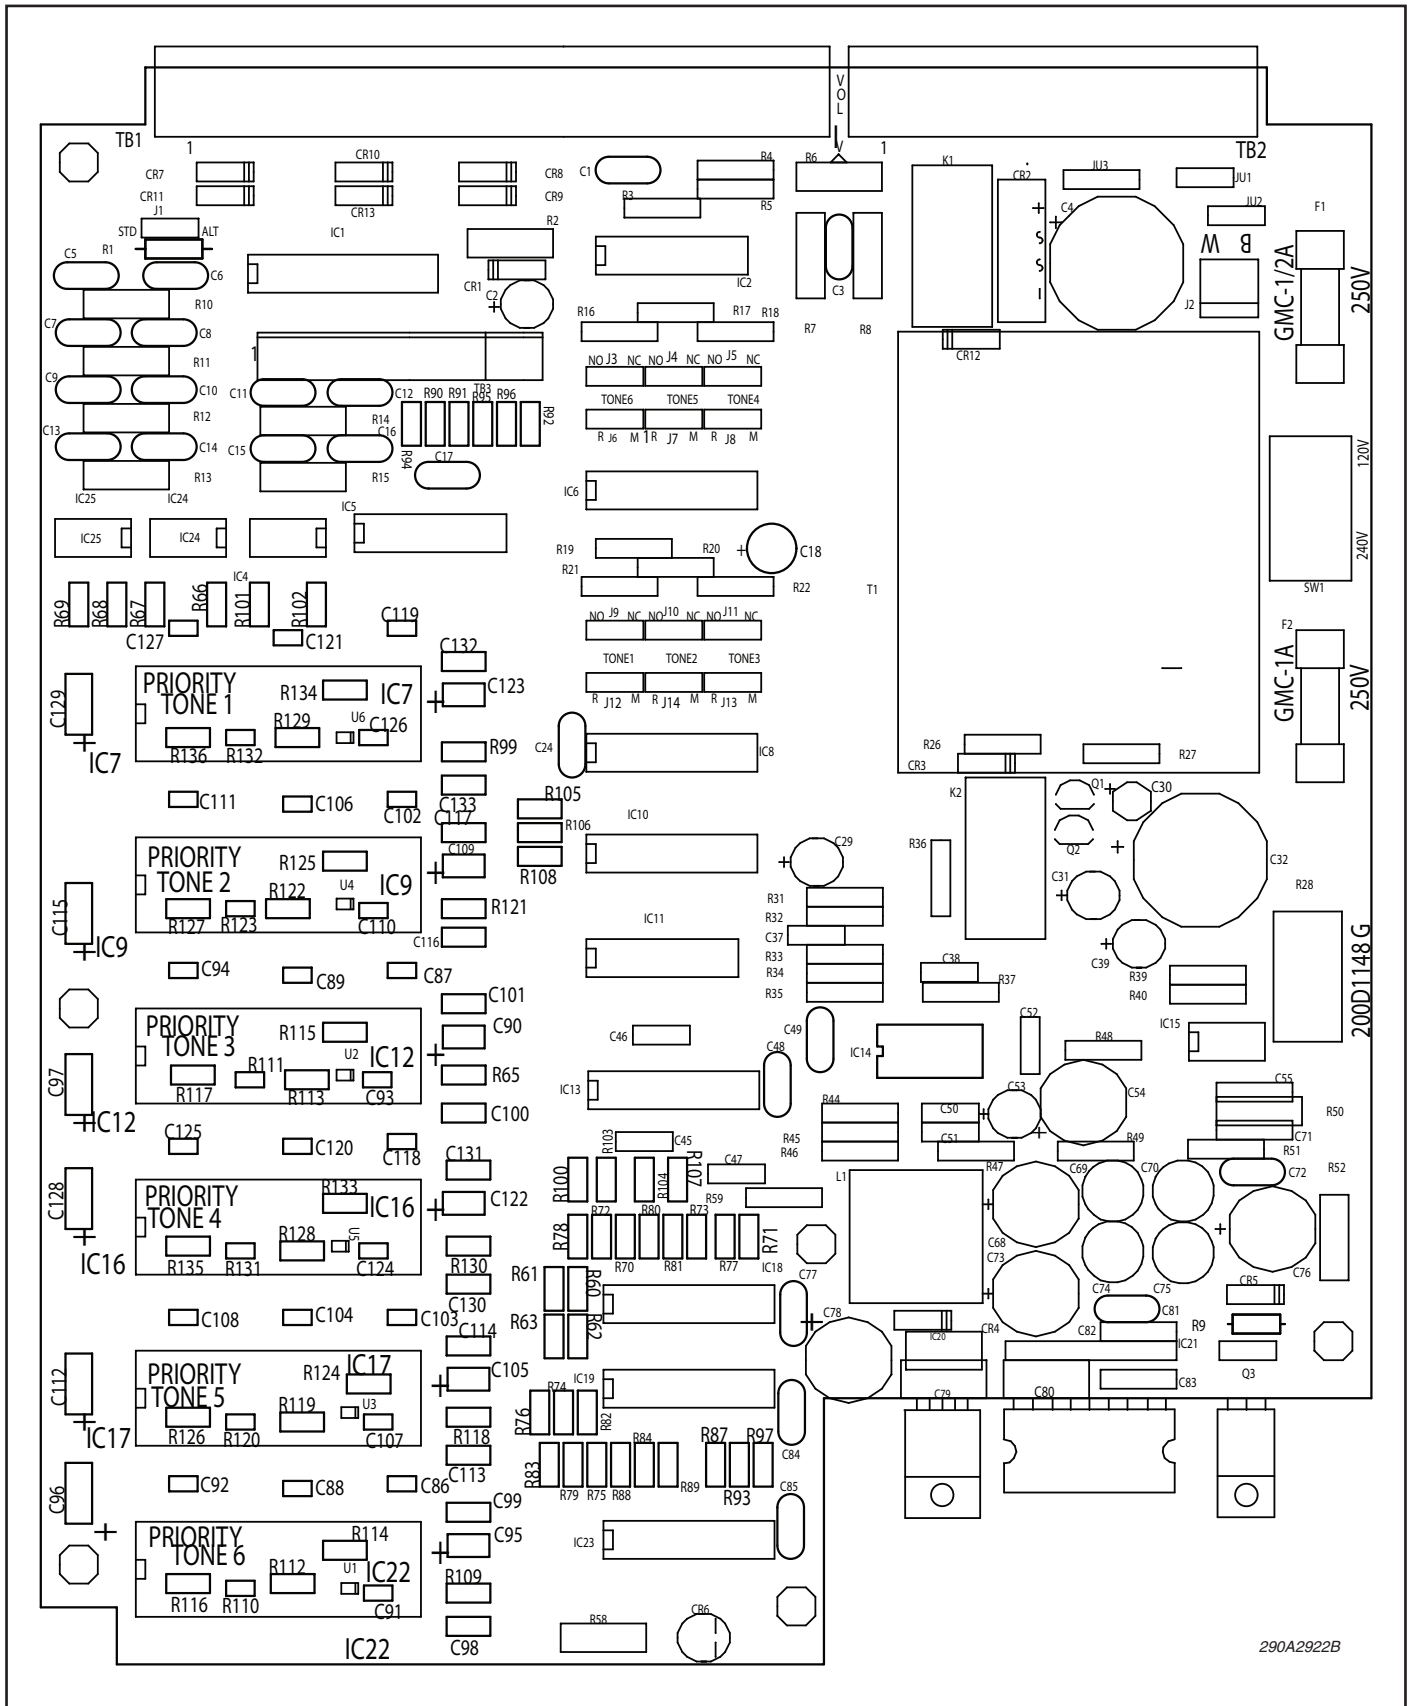 VOL
TB1
1
V
1
TB2
CR7
CR10
CR8
C1
R4
R6
K1
CR2
JU3
JU1
CR11
CR13
CR9
R3
R5
JU2
J1
STD
ALT
IC1
R2
C4
F1
W B
C5
R1
C6
CR1
C2
IC2
C3
J2
GMC-1/2A
250V
R10
R16
R17
R18
R7
R8
C7
C8
1
CR12
R11
NO J3 NC
NO J4 NC
NO J5 NC
C9
C10
C11
C12
R90
R91
TB3
R95
R96
R92
TONE6
TONE5
TONE4
R12
R14
C16
R J6 M
1
R J7 M
R J8 M
C13
C14
C15
R94
C17
120V
R13
R15
IC25
IC24
IC5
IC6
IC25
IC24
R19
R20
C18
240V
R21
R22
T1
SW1
IC4
R69
R68
R67
R66
R101
R102
C127
C121
C119
NO J9 NC
NO J10 NC
NO J11 NC
F2
C132
TONE1
TONE2
TONE3
GMC-1A
250V
C129
PRIORITY
TONE 1
R134
IC7
C123
R J12 M
R J14 M
R J13 M
R129
U6
C126
R136
R132
IC7
R99
C24
IC8
R26
CR3
R27
C111
C106
C102
C133
C117
R105
R106
R108
IC10
K2
Q1
C30
Q2
PRIORITY
TONE 2
R125
IC9
C109
C29
R36
C32
C115
R122
U4
C31
R28
R127
R123
C110
R121
R31
R32
IC9
C116
IC11
C37
R33
C39
C94
C89
C87
R34
C38
R39
R35
R37
R40
200D1148 G
C101
PRIORITY
TONE 3
R115
IC12
C90
C46
C49
C52
IC15
R111
U2
C48
IC14
R48
C97
R117
R113
C93
R65
IC13
C53
C54
C55
IC12
C100
R44
C50
R50
C125
C120
C118
R103
C45
R45
R46
C51
R49
C71
R51
C131
R100
R104
R107
C47
R59
L1
R47
C69
C70
C72
R52
C128
PRIORITY
TONE 4
R133
IC16
C122
R72
R80
R73
R128
U5
R78
R71
C68
R135
R131
C124
R130
R70
R81
R77
IC18
C73
C76
IC16
R61
R60
C77
C74
C75
CR5
C130
C108
C104
C103
R63
R62
C78
C81
R9
C114
IC20
CR4
C82
IC21
C112
PRIORITY
TONE 5
R124
IC17
C105
R74
IC19
C79
C80
C83
Q3
R119
U3
R76
R82
R126
R120
C107
R118
IC17
R84
R87
R97
C84
C113
R83
C96
C92
C88
C86
R79
R75
R88
R89
R93
C85
C99
PRIORITY
TONE 6
R114
C95
IC23
R112
U1
IC22
R109
R116
R110
C91
R58
CR6
C98
IC22
290A2922B